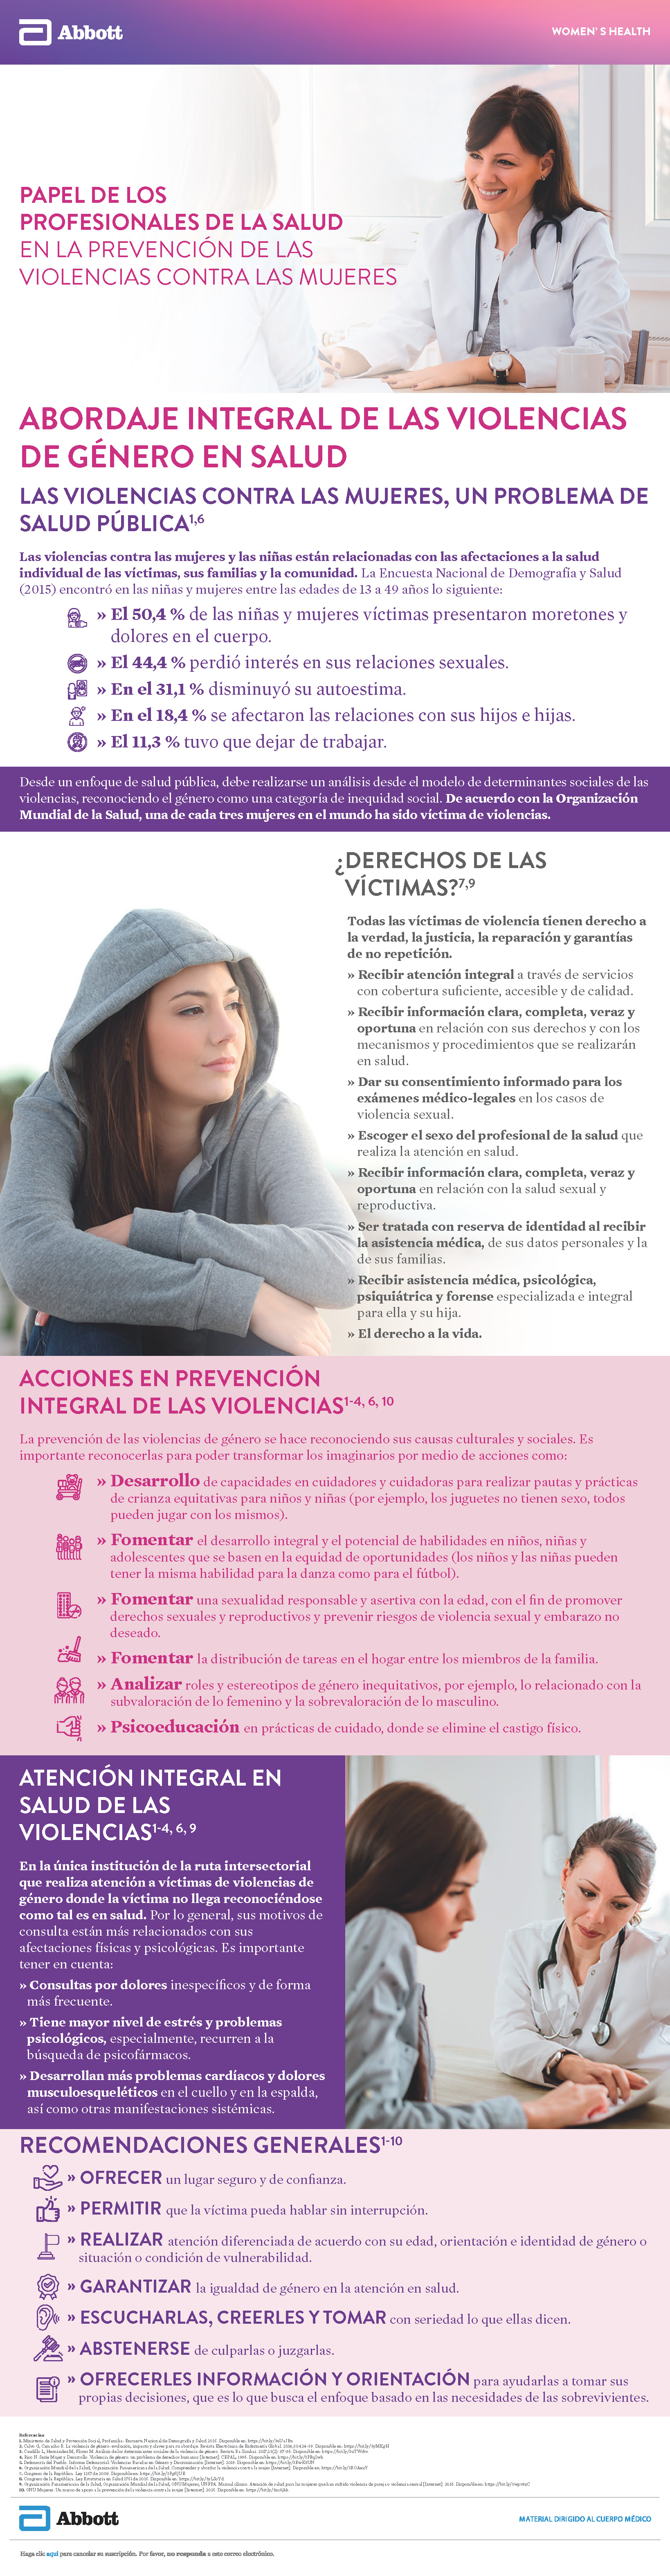 Abbott
WOMEN' S HEALTH
PAPEL DE LOS
PROFESIONALES DE LA SALUD
EN LA PREVENCIÓN DE LAS
VIOLENCIAS CONTRA LAS MUJERES
ABORDAJE INTEGRAL DE LAS VIOLENCIAS
DE GÉNERO EN SALUD
LAS VIOLENCIAS CONTRA LAS MUJERES, UN PROBLEMA DE
SALUD PÚBLICA1,6
Las violencias contra las mujeres y las niñas están relacionadas con las afectaciones a la salud
individual de las víctimas, sus familias y la comunidad. La Encuesta Nacional de Demografía y Salud
(2015) encontró en las niñas y mujeres entre las edades de 13 a 49 años lo siguiente:
» El 50,4 % de las niñas y mujeres víctimas presentaron moretones y
dolores en el cuerpo.
» El 44,4 % perdió interés en sus relaciones sexuales.
» En el 31,1 % disminuyó su autoestima.
» En el 18,4 % se afectaron las relaciones con sus hijos e hijas.
» El 11,3 % tuvo que dejar de trabajar.
Desde un enfoque de salud pública, debe realizarse un análisis desde el modelo de determinantes sociales de las
violencias, reconociendo el género como una categoría de inequidad social. De acuerdo con la Organización
Mundial de la Salud, una de cada tres mujeres en el mundo ha sido víctima de violencias.
¿DERECHOS DE LAS
VÍCTIMAS?7,9
Todas las víctimas de violencia tienen derecho a
la verdad, la justicia, la reparación y garantías
de no repetición.
» Recibir atención integral a través de servicios
con cobertura suficiente, accesible y de calidad.
» Recibir información clara, completa, veraz y
oportuna en relación con sus derechos y con los
mecanismos y procedimientos que se realizarán
en salud.
» Dar su consentimiento informado para los
exámenes médico-legales en los casos de
violencia sexual.
» Escoger el sexo del profesional de la salud que
realiza la atención en salud.
» Recibir información clara, completa, veraz y
oportuna en relación con la salud sexual y
reproductiva.
» Ser tratada con reserva de identidad al recibir
la asistencia médica, de sus datos personales y la
de sus familias.
» Recibir asistencia médica, psicológica,
psiquiátrica y forense especializada e integral
para ella y su hija.
» El derecho a la vida.
ACCIONES EN PREVENCIÓN
INTEGRAL DE LAS VIOLENCIAS1-4, 6, 10
La prevención de las violencias de género se hace reconociendo sus causas culturales y sociales. Es
importante reconocerlas para poder transformar los imaginarios por medio de acciones como:
» Desarrollo de capacidades en cuidadores y cuidadoras para realizar pautas y prácticas
de crianza equitativas para niños y niñas (por ejemplo, los juguetes no tienen sexo, todos
pueden jugar con los mismos).
» Fomentar el desarrollo integral y el potencial de habilidades en niños, niñas y
adolescentes que se basen en la equidad de oportunidades (los niños y las niñas pueden
tener la misma habilidad para la danza como para el fútbol).
» Fomentar una sexualidad responsable y asertiva con la edad, con el fin de promover
derechos sexuales y reproductivos y prevenir riesgos de violencia sexual y embarazo no
deseado.
» Fomentar la distribución de tareas en el hogar entre los miembros de la familia.
» Analizar roles y estereotipos de género inequitativos, por ejemplo, lo relacionado con la
subvaloración de lo femenino y la sobrevaloración de lo masculino.
» Psicoeducación en prácticas de cuidado, donde se elimine el castigo físico.
ATENCIÓN INTEGRAL EN
SALUD DE LAS
VIOLENCIAS1-4, 6, 9
En la única institución de la ruta intersectorial
que realiza atención a víctimas de violencias de
género donde la víctima no llega reconociéndose
como tal es en salud. Por lo general, sus motivos de
consulta están más relacionados con sus
afectaciones físicas y psicológicas. Es importante
tener en cuenta:
» Consultas por dolores inespecíficos y de forma
más frecuente.
» Tiene mayor nivel de estrés y problemas
psicológicos, especialmente, recurren a la
búsqueda de psicofármacos.
» Desarrollan más problemas cardíacos y dolores
musculoesqueléticos en el cuello y en la espalda,
así como otras manifestaciones sistémicas.
RECOMENDACIONES GENERALES1-10
» OFRECER un lugar seguro y de confianza.
» PERMITIR que la víctima pueda hablar sin interrupción.
» REALIZAR atención diferenciada de acuerdo con su edad, orientación e identidad de género o
situación o condición de vulnerabilidad.
» GARANTIZAR la igualdad de género en la atención en salud.
» ESCUCHARLAS, CREERLES Y TOMAR con seriedad lo que ellas dicen.
» ABSTENERSE de culparlas o juzgarlas.
» OFRECERLES INFORMACIÓN Y ORIENTACIÓN para ayudarlas a tomar sus
propias decisiones, que es lo que busca el enfoque basado en las necesidades de las sobrevivientes.
Referencias
Abbott
MATERIAL DIRIGIDO AL CUERPO MÉDICO
Haga clic aquí para cancelar su suscripción. Por favor, no responda a este correo electrónico.